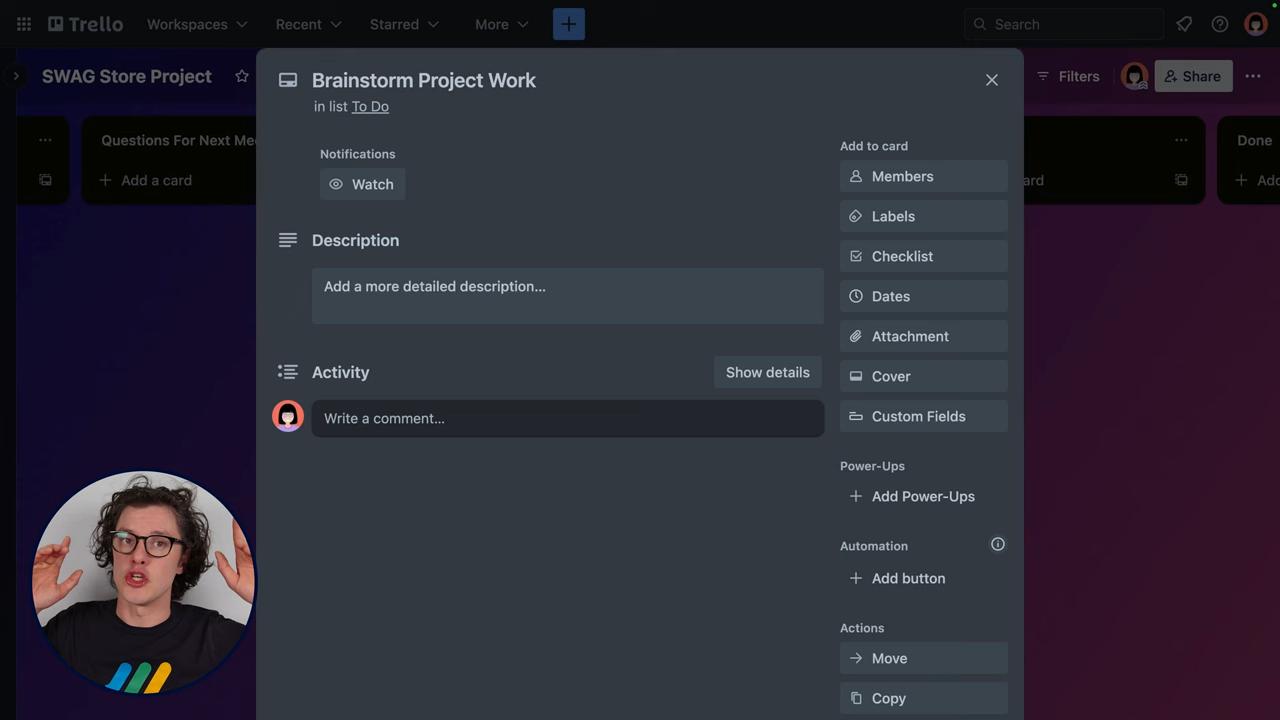 Trello
Workspaces
Recent
Starred
More
Search
SWAG Store Project
Filters
Share
Questions For Next Mee
Add a card
ard
Done
Add
Brainstorm Project Work
in list To Do
Notifications
Watch
Description
Add a more detailed description...
Activity
Show details
Write a comment...
Add to card
Members
Labels
Checklist
Dates
Attachment
Cover
Custom Fields
Power-Ups
Add Power-Ups
Automation
Add button
Actions
Move
Copy